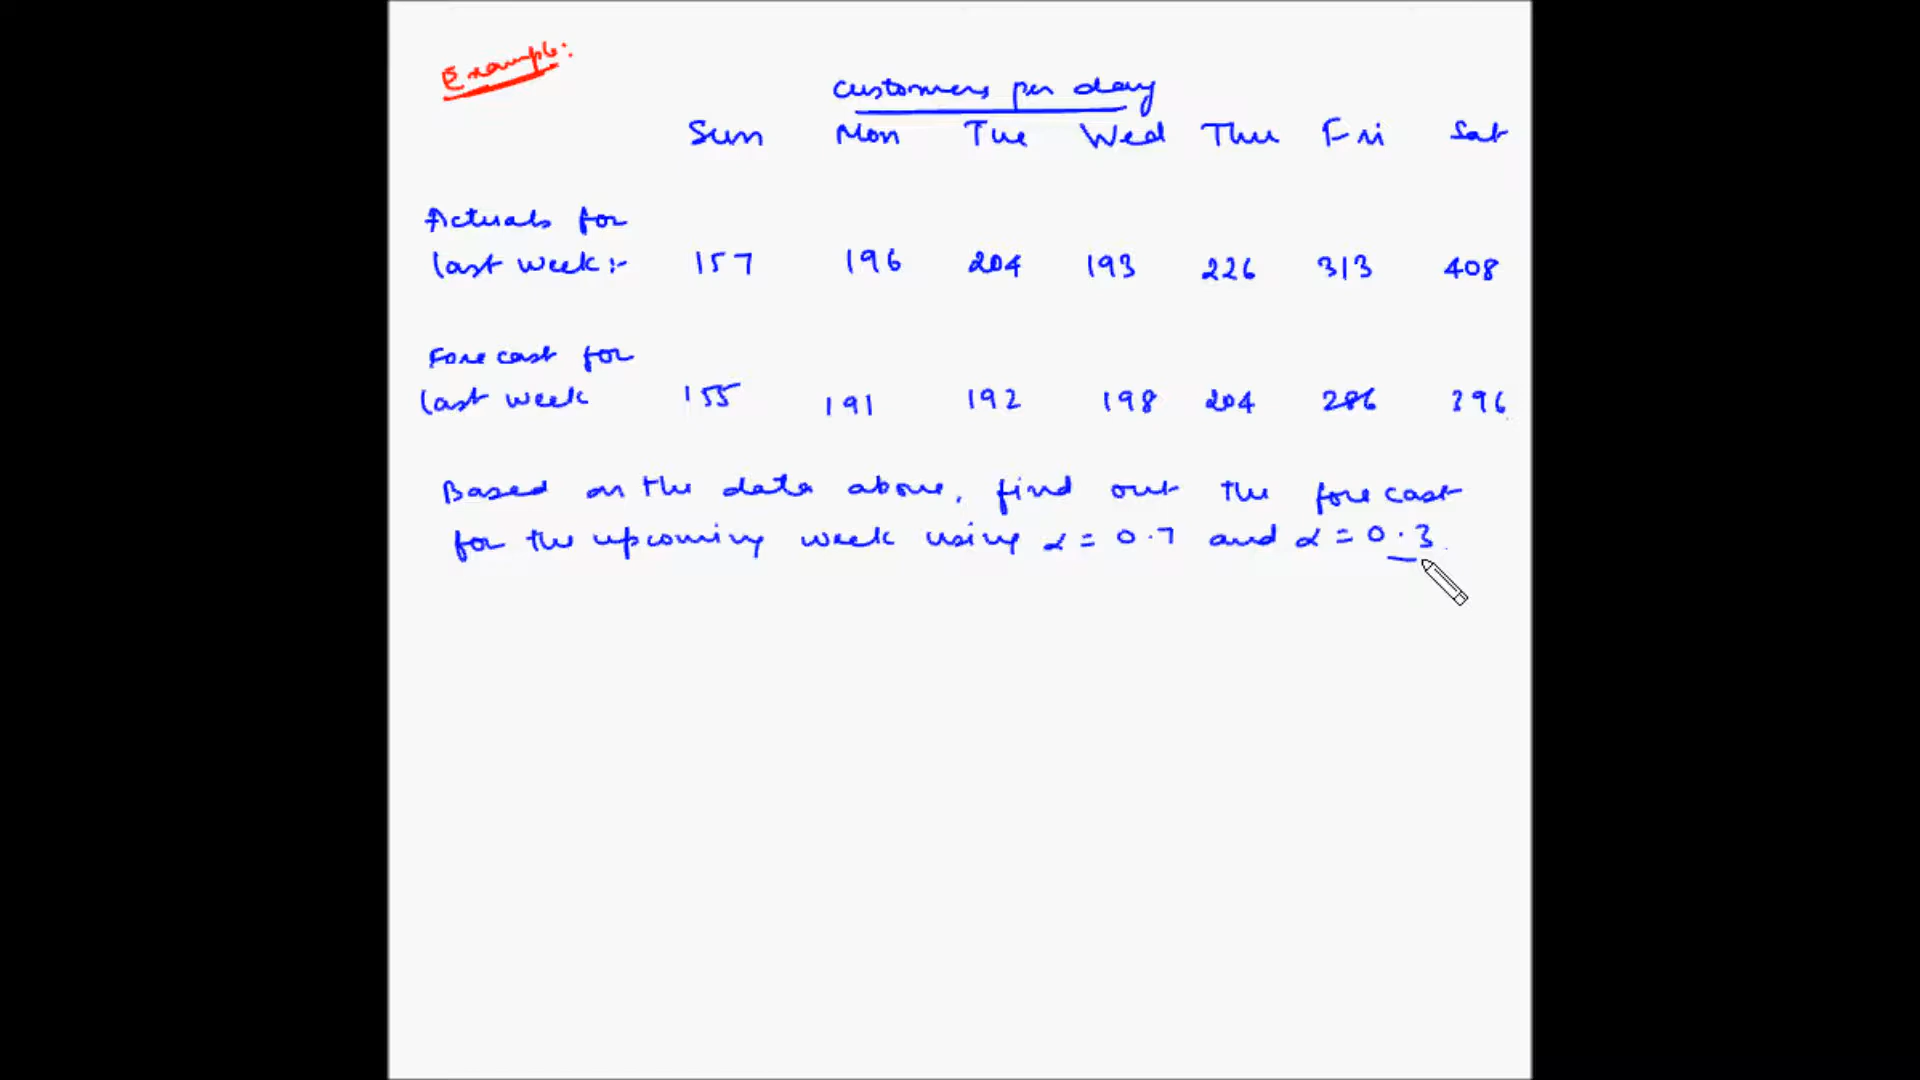 Example:
Customers per day
Sun Mon Tue Wed Thu Fri Sat
Actuals for
last week:- 157 196 204 193 226 313 408
Forecast for
last week 155 191 192 198 204 286 396
Based on the data above, find out the forecast
for the upcoming week using α = 0.7 and α = 0.3.